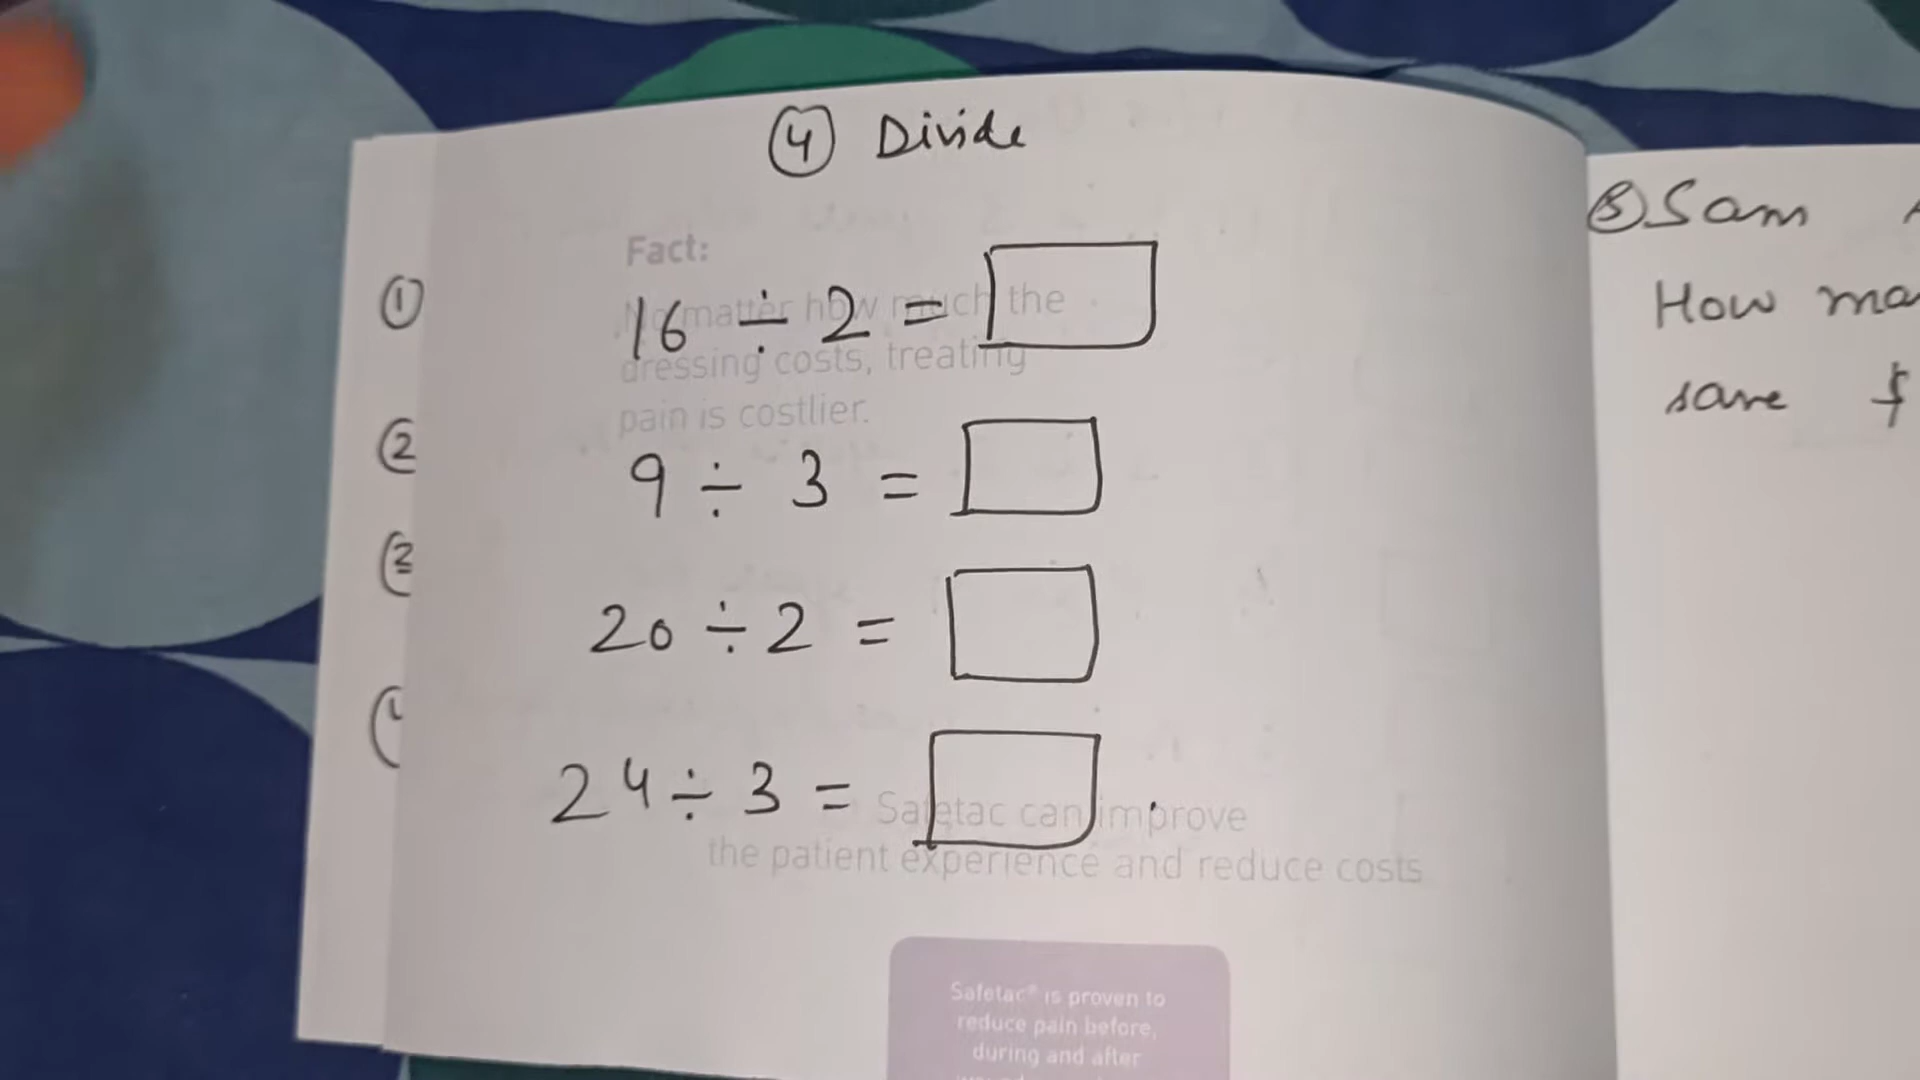 ④ Divide
Fact:
No matter how much the
dressing costs, treating
pain is costlier.
16 ÷ 2 =
9 ÷ 3 =
20 ÷ 2 =
24 ÷ 3 =
Safetac can improve
the patient experience and reduce costs
Safetac® is proven to
reduce pain before,
during and after
①
②
③
⑤ Sam
How
save $